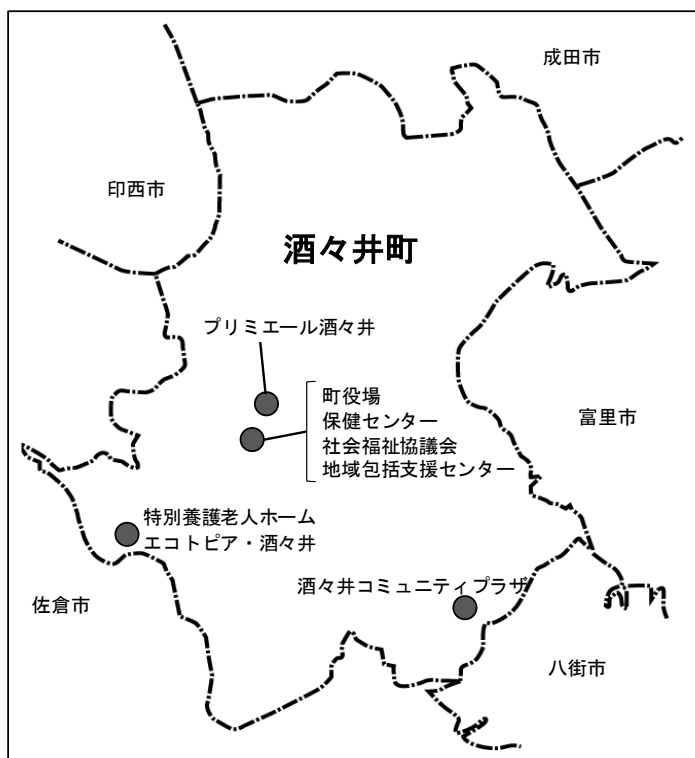 成田市
印西市
酒々井町
プリミエール酒々井
町役場
保健センター
社会福祉協議会
地域包括支援センター
富里市
特別養護老人ホーム
エコトピア・酒々井
酒々井コミュニティプラザ
佐倉市
八街市